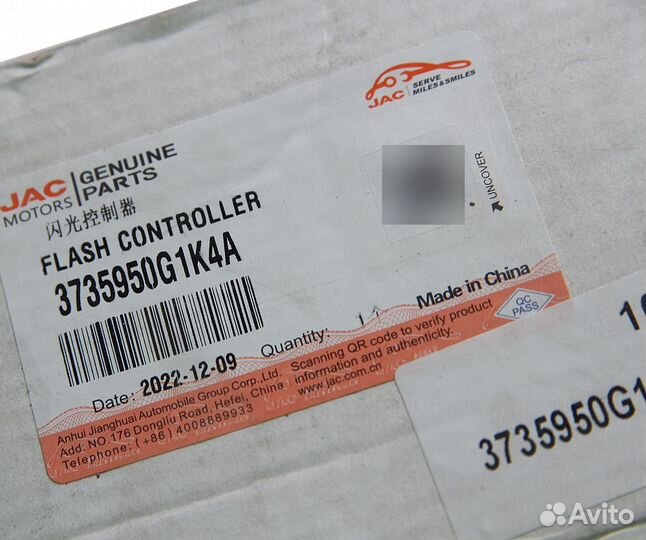 JAC
MOTORS
GENUINE
PARTS
JAC
SERVE
MILES&SMILES
UNCOVER
闪光控制器
FLASH CONTROLLER
3735950G1K4A
Made in China
QC
PASS
Date: 2022-12-09
Quantity:
Scanning QR code to verify product
information and authenticity.
www.jac.com.cn
Anhui Jianghuai Automobile Group Corp., Ltd.
Add: NO.176 Dongliu Road, Hefei, China
Telephone: (+86) 4008889933
3735950G1
Avito